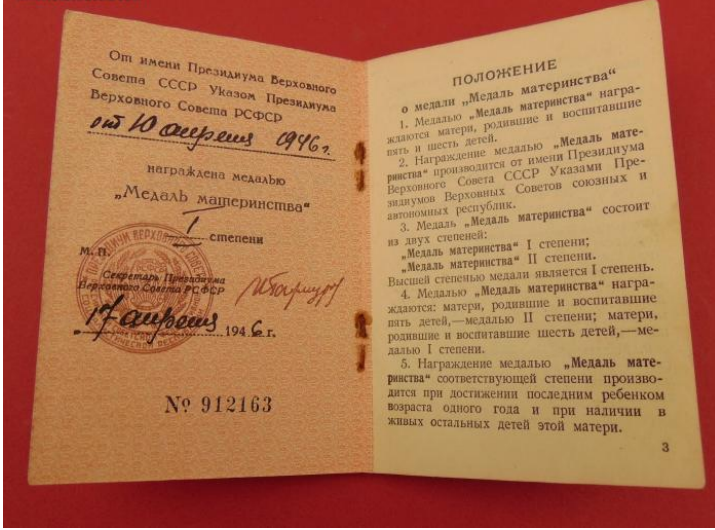 От имени Президиума Верховного
Совета СССР Указом Президиума
Верховного Совета РСФСР
от 10 апреля 1946 г.
награждена медалью
„Медаль материнства“
I степени
М. П.
Секретарь Президиума
Верховного Совета РСФСР
17 апреля 1946 г.
№ 912163
ПОЛОЖЕНИЕ
о медали „Медаль материнства“
1. Медалью „Медаль материнства“ награ-
ждаются матери, родившие и воспитавшие
пять и шесть детей.
2. Награждение медалью „Медаль мате-
ринства“ производится от имени Президиума
Верховного Совета СССР Указами Пре-
зидиумов Верховных Советов союзных и
автономных республик.
3. Медаль „Медаль материнства“ состоит
из двух степеней:
„Медаль материнства“ I степени;
„Медаль материнства“ II степени.
Высшей степенью медали является I степень.
4. Медалью „Медаль материнства“ награ-
ждаются: матери, родившие и воспитавшие
пять детей,—медалью II степени; матери,
родившие и воспитавшие шесть детей,—ме-
далью I степени.
5. Награждение медалью „Медаль мате-
ринства“ соответствующей степени произво-
дится при достижении последним ребенком
возраста одного года и при наличии в
живых остальных детей этой матери.
3